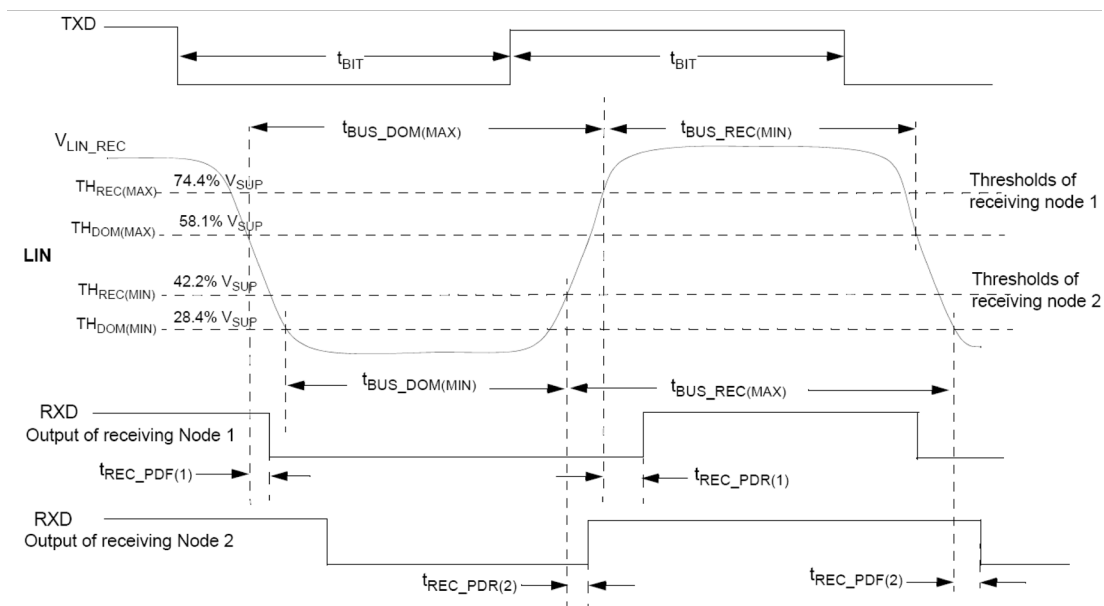 TXD
tBIT
tBIT
tBUS_DOM(MAX)
tBUS_REC(MIN)
VLIN_REC
THREC(MAX) 74.4% VSUP
Thresholds of
receiving node 1
THDOM(MAX) 58.1% VSUP
LIN
THREC(MIN) 42.2% VSUP
Thresholds of
receiving node 2
THDOM(MIN) 28.4% VSUP
tBUS_DOM(MIN)
tBUS_REC(MAX)
RXD
Output of receiving Node 1
tREC_PDF(1)
tREC_PDR(1)
RXD
Output of receiving Node 2
tREC_PDR(2)
tREC_PDF(2)